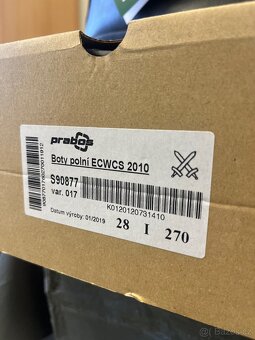 prabos
Boty polní ECWCS 2010
S90877
var. 017
K0120120731410
Datum výroby: 01/2019
28 I 270